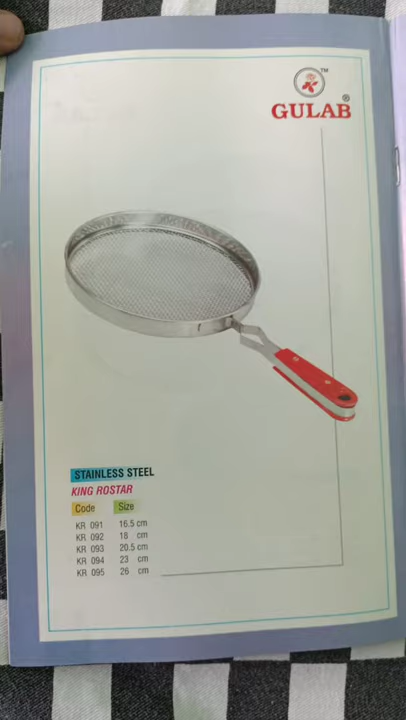 TM
GULAB ®
STAINLESS STEEL
KING ROSTAR
Code Size
KR 091 16.5 cm
KR 092 18 cm
KR 093 20.5 cm
KR 094 23 cm
KR 095 26 cm